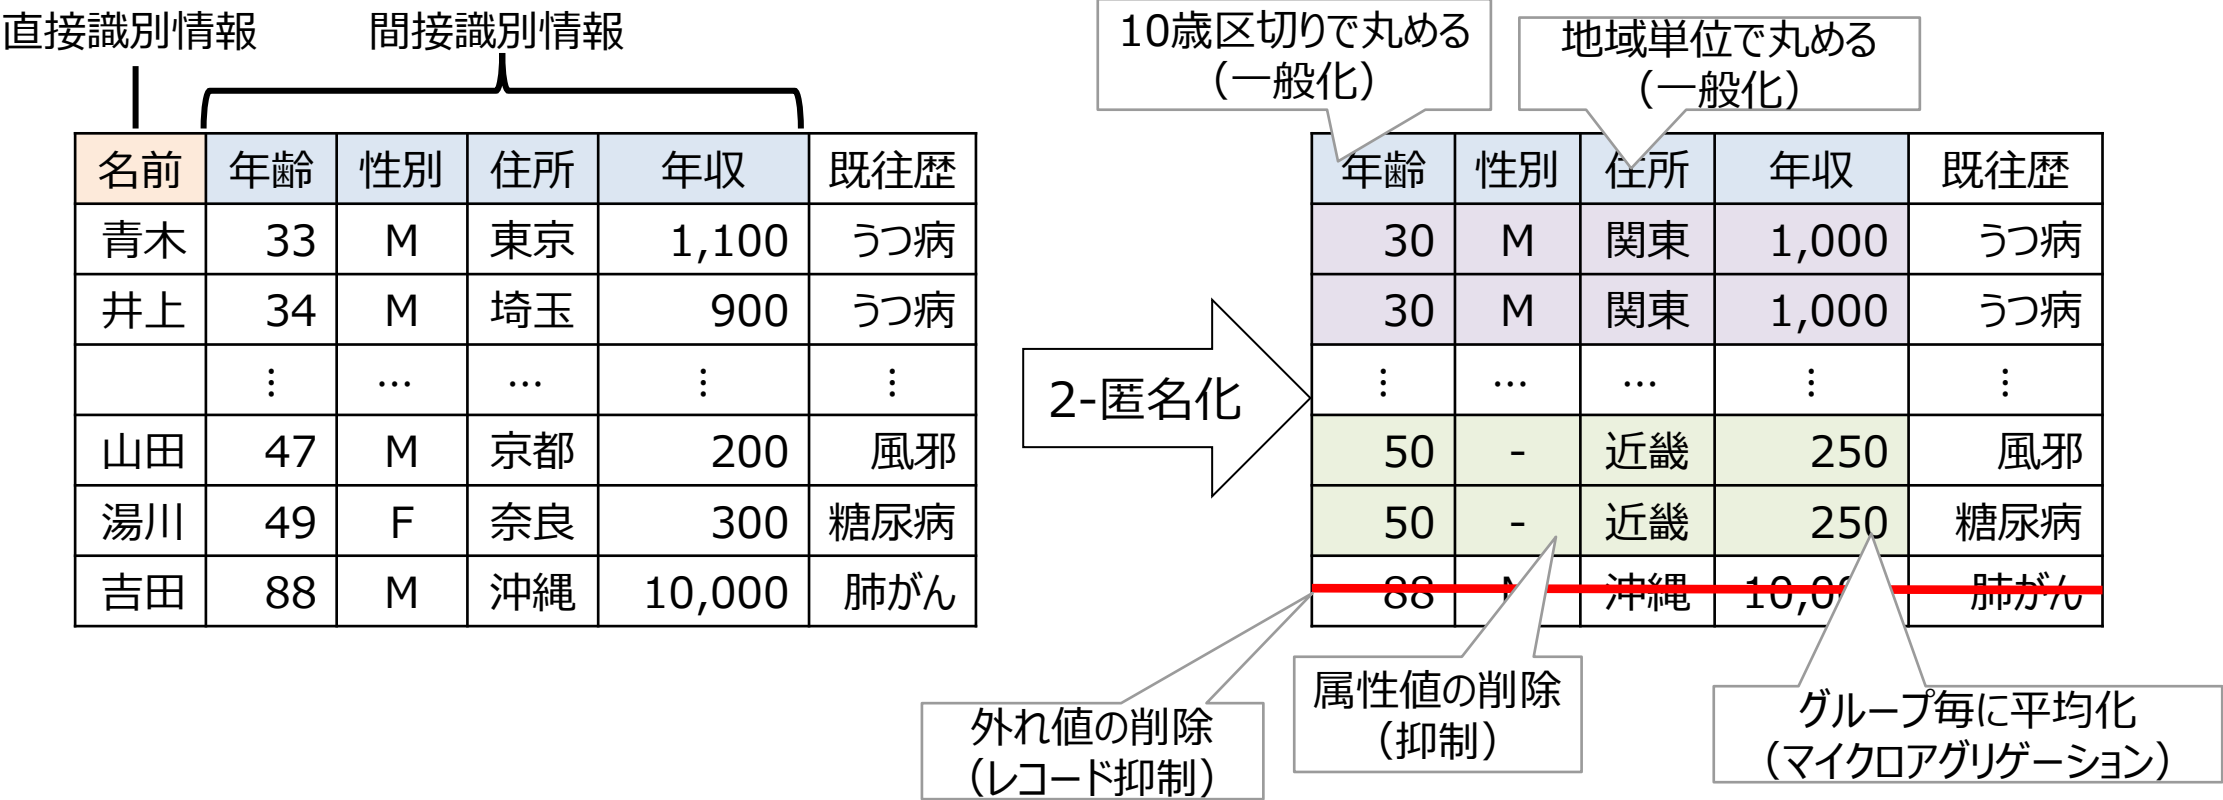 直接識別情報
間接識別情報
10歳区切りで丸める
（一般化）
地域単位で丸める
（一般化）
名前 年齢 性別 住所 年収 既往歴
青木 33 M 東京 1,100 うつ病
井上 34 M 埼玉 900 うつ病
⋮ … … ⋮ ⋮
山田 47 M 京都 200 風邪
湯川 49 F 奈良 300 糖尿病
吉田 88 M 沖縄 10,000 肺がん
2-匿名化
年齢 性別 住所 年収 既往歴
30 M 関東 1,000 うつ病
30 M 関東 1,000 うつ病
⋮ … … ⋮ ⋮
50 - 近畿 250 風邪
50 - 近畿 250 糖尿病
88 M 沖縄 10,00 肺がん
外れ値の削除
（レコード抑制）
属性値の削除
（抑制）
グループ毎に平均化
（マイクロアグリゲーション）